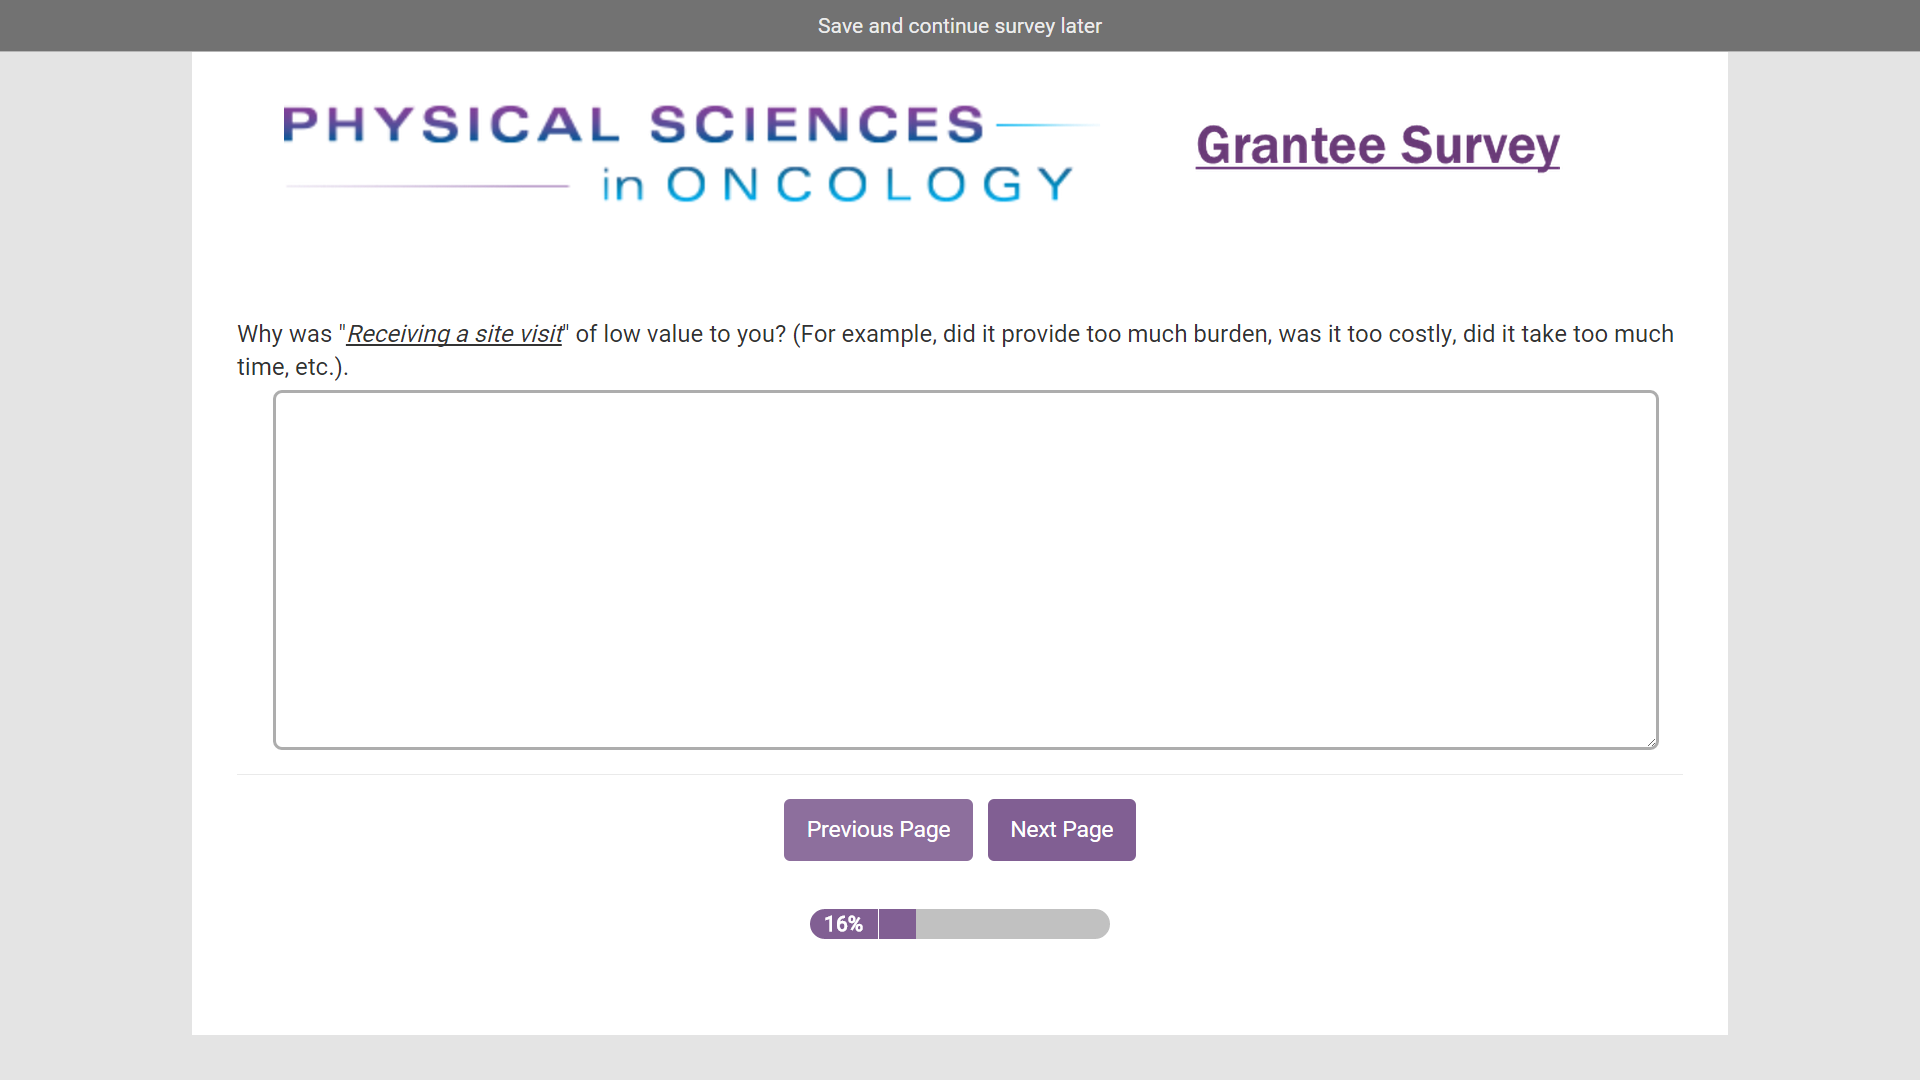 Save and continue survey later
PHYSICAL SCIENCES
in ONCOLOGY
Grantee Survey
Why was "Receiving a site visit" of low value to you? (For example, did it provide too much burden, was it too costly, did it take too much
time, etc.).
Previous Page
Next Page
16%